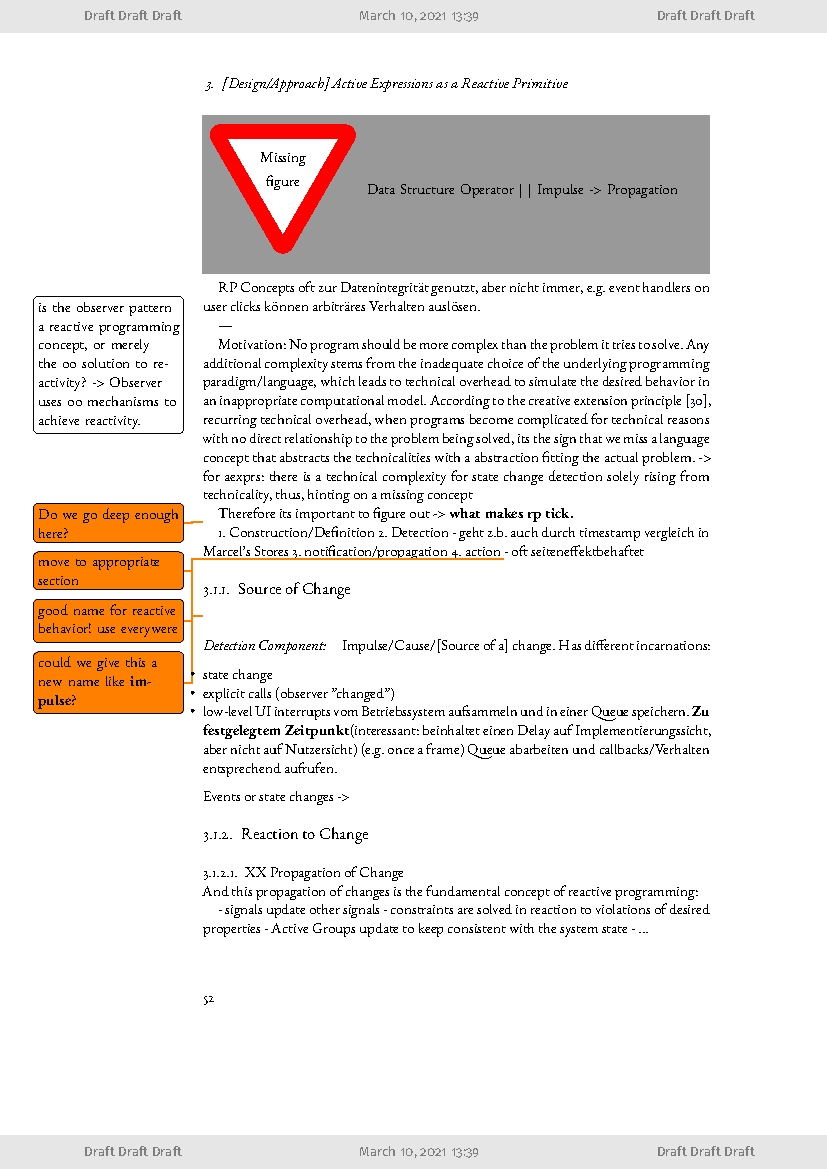 Draft Draft Draft March 10, 2021 13:39 Draft Draft Draft
3. [Design/Approach] Active Expressions as a Reactive Primitive
Missing
figure
Data Structure Operator || Impulse -> Propagation
RP Concepts oft zur Datenintegrität genutzt, aber nicht immer, e.g. event handlers on
user clicks können arbiträres Verhalten auslösen.
—
Motivation: No program should be more complex than the problem it tries to solve. Any
additional complexity stems from the inadequate choice of the underlying programming
paradigm/language, which leads to technical overhead to simulate the desired behavior in
an inappropriate computational model. According to the creative extension principle [30],
recurring technical overhead, when programs become complicated for technical reasons
with no direct relationship to the problem being solved, its the sign that we miss a language
concept that abstracts the technicalities with a abstraction fitting the actual problem. ->
for aexprs: there is a technical complexity for state change detection solely rising from
technicality, thus, hinting on a missing concept
Therefore its important to figure out -> what makes rp tick.
1. Construction/Definition 2. Detection - geht z.b. auch durch timestamp vergleich in
Marcel's Stores 3. notification/propagation 4. action - oft seiteneffektbehaftet
is the observer pattern
a reactive programming
concept, or merely
the oo solution to re-
activity? -> Observer
uses oo mechanisms to
achieve reactivity.
Do we go deep enough
here?
move to appropriate
section
good name for reactive
behavior! use everywere
could we give this a
new name like im-
pulse?
3.1.1. Source of Change
Detection Component: Impulse/Cause/[Source of a] change. Has different incarnations:
• state change
• explicit calls (observer ”changed”)
• low-level UI interrupts vom Betriebssystem aufsammeln und in einer Queue speichern. Zu
festgelegtem Zeitpunkt(interessant: beinhaltet einen Delay auf Implementierungssicht,
aber nicht auf Nutzersicht) (e.g. once a frame) Queue abarbeiten und callbacks/Verhalten
entsprechend aufrufen.
Events or state changes ->
3.1.2. Reaction to Change
3.1.2.1. XX Propagation of Change
And this propagation of changes is the fundamental concept of reactive programming:
- signals update other signals - constraints are solved in reaction to violations of desired
properties - Active Groups update to keep consistent with the system state - ...
52
Draft Draft Draft March 10, 2021 13:39 Draft Draft Draft